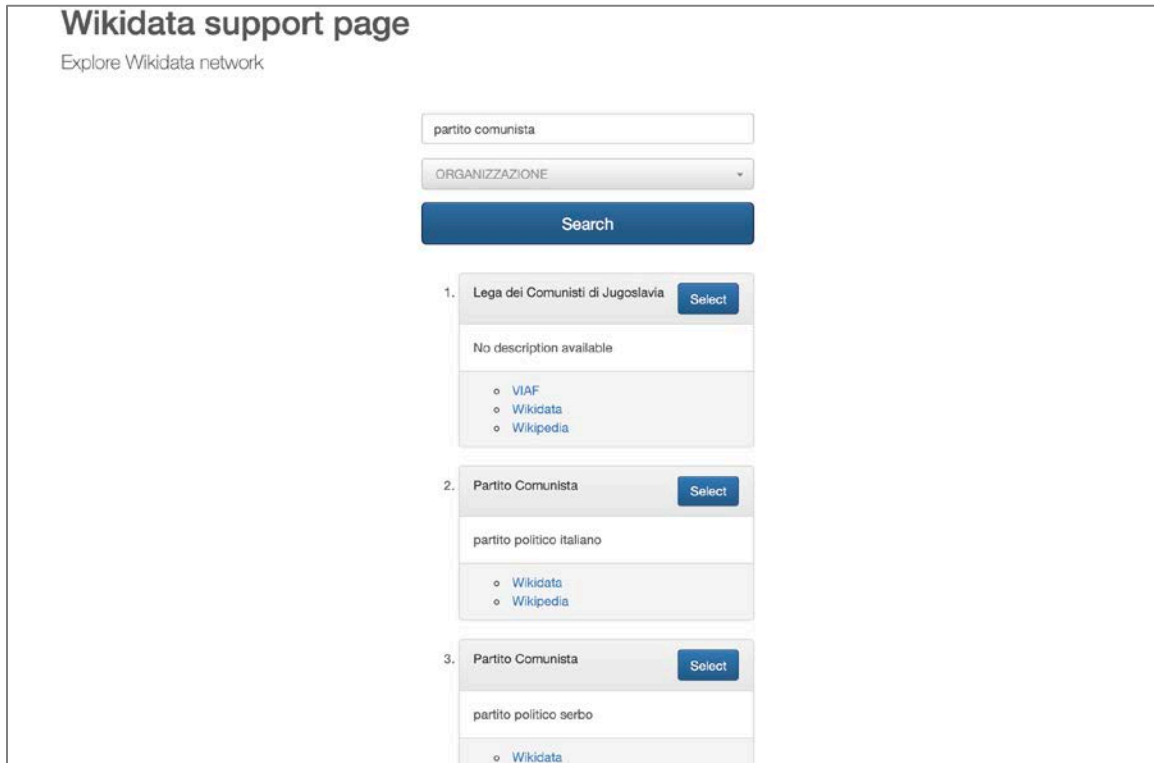 Wikidata support page
Explore Wikidata network
partito comunista
ORGANIZZAZIONE
Search
1. Lega dei Comunisti di Jugoslavia Select
No description available
VIAF
Wikidata
Wikipedia
2. Partito Comunista Select
partito politico italiano
Wikidata
Wikipedia
3. Partito Comunista Select
partito politico serbo
Wikidata